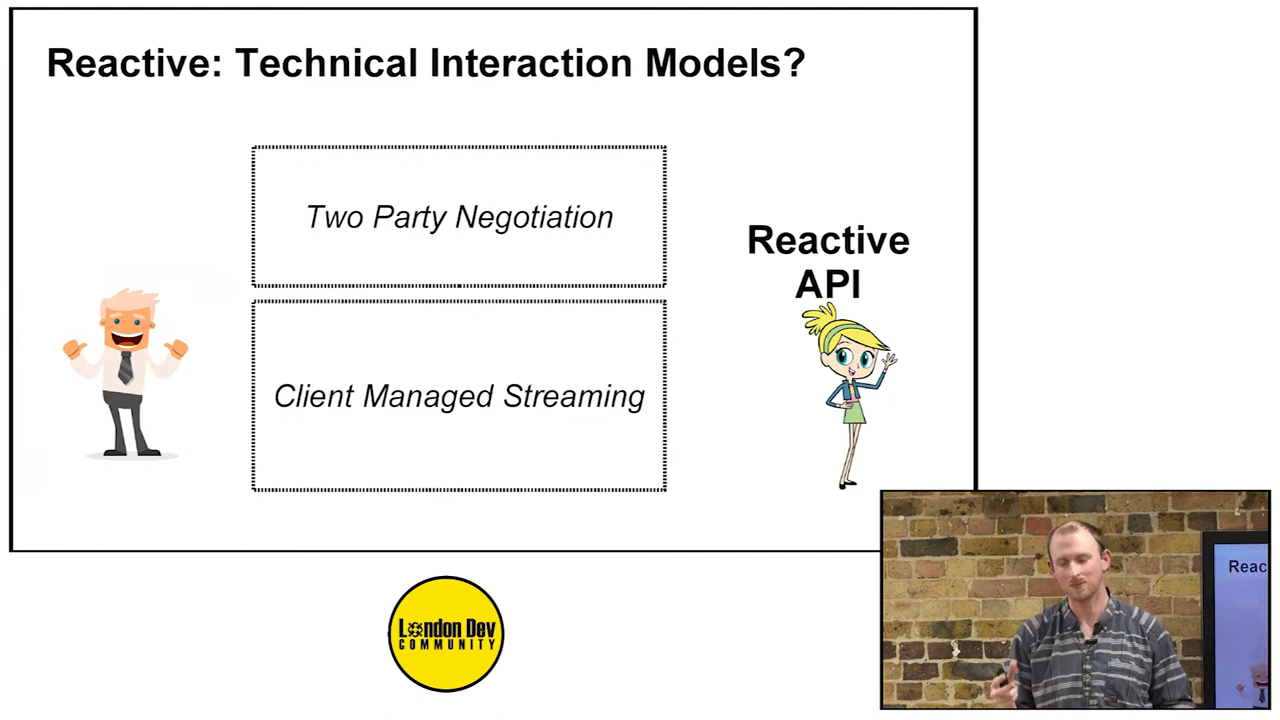 Reactive: Technical Interaction Models?
Two Party Negotiation
Reactive
API
Client Managed Streaming
London Dev
COMMUNITY
Reac